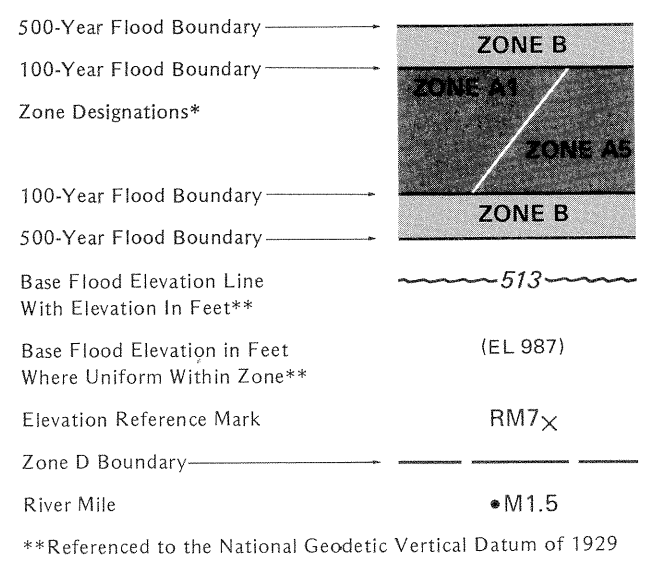 500-Year Flood Boundary
ZONE B
100-Year Flood Boundary
ZONE A1
Zone Designations*
ZONE A5
100-Year Flood Boundary
ZONE B
500-Year Flood Boundary
Base Flood Elevation Line
With Elevation In Feet**
513
Base Flood Elevation in Feet
Where Uniform Within Zone**
(EL 987)
Elevation Reference Mark
RM7×
Zone D Boundary
River Mile
•M1.5
**Referenced to the National Geodetic Vertical Datum of 1929